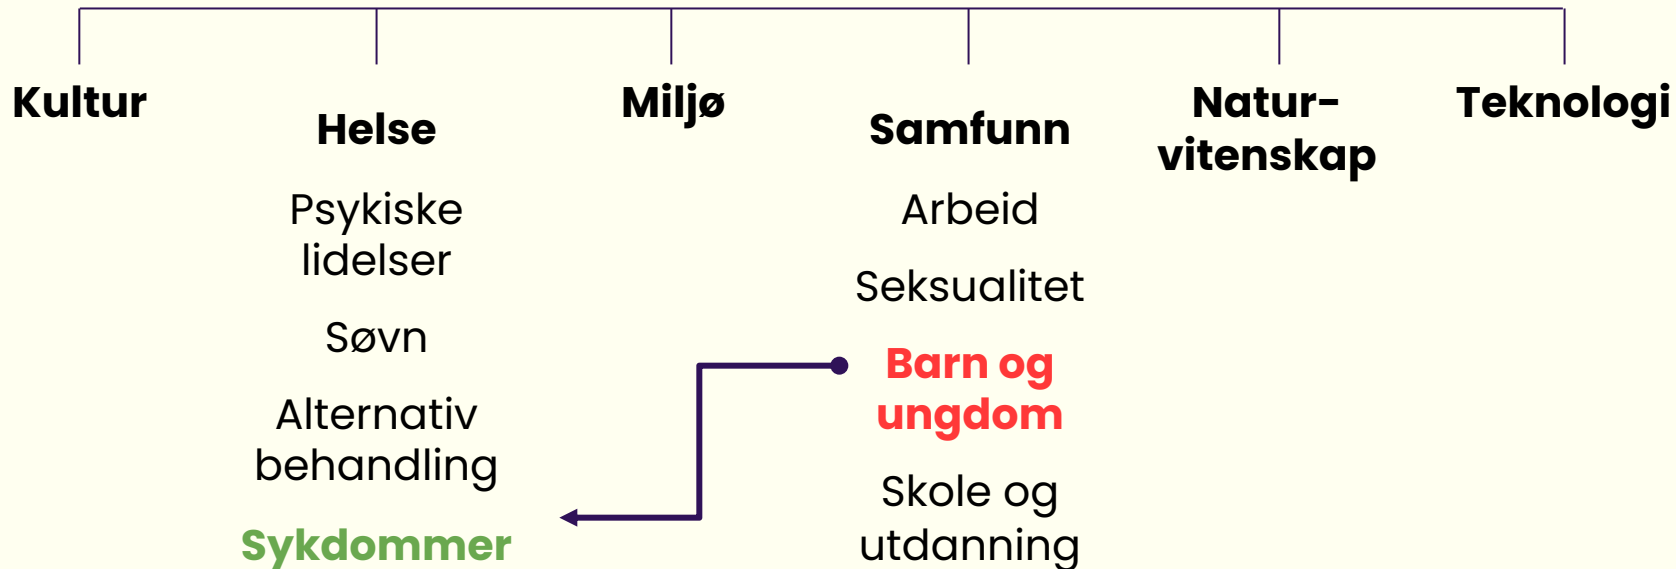 Kultur
Helse
Psykiske
lidelser
Søvn
Alternativ
behandling
Sykdommer
Miljø
Samfunn
Arbeid
Seksualitet
Barn og
ungdom
Skole og
utdanning
Natur-
vitenskap
Teknologi